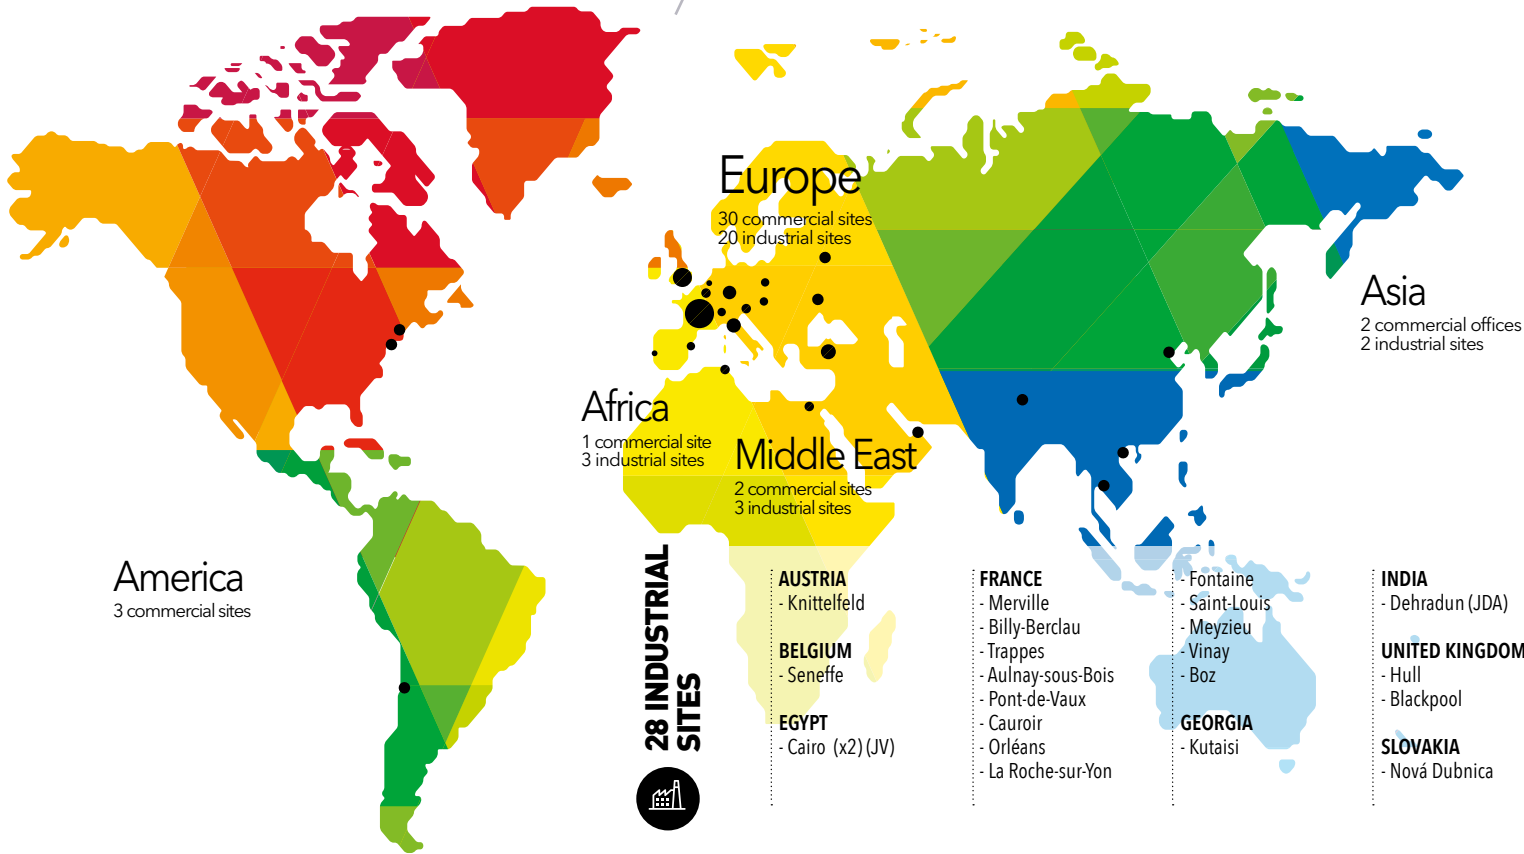 Europe
30 commercial sites
20 industrial sites
Asia
2 commercial offices
2 industrial sites
Africa
1 commercial site
3 industrial sites
Middle East
2 commercial sites
3 industrial sites
America
3 commercial sites
28 INDUSTRIAL
SITES
AUSTRIA
- Knittelfeld
BELGIUM
- Seneffe
EGYPT
- Cairo (x2) (JV)
FRANCE
- Merville
- Billy-Berclau
- Trappes
- Aulnay-sous-Bois
- Pont-de-Vaux
- Cauroir
- Orléans
- La Roche-sur-Yon
- Fontaine
- Saint-Louis
- Meyzieu
- Vinay
- Boz
GEORGIA
- Kutaisi
INDIA
- Dehradun (JDA)
UNITED KINGDOM
- Hull
- Blackpool
SLOVAKIA
- Nová Dubnica